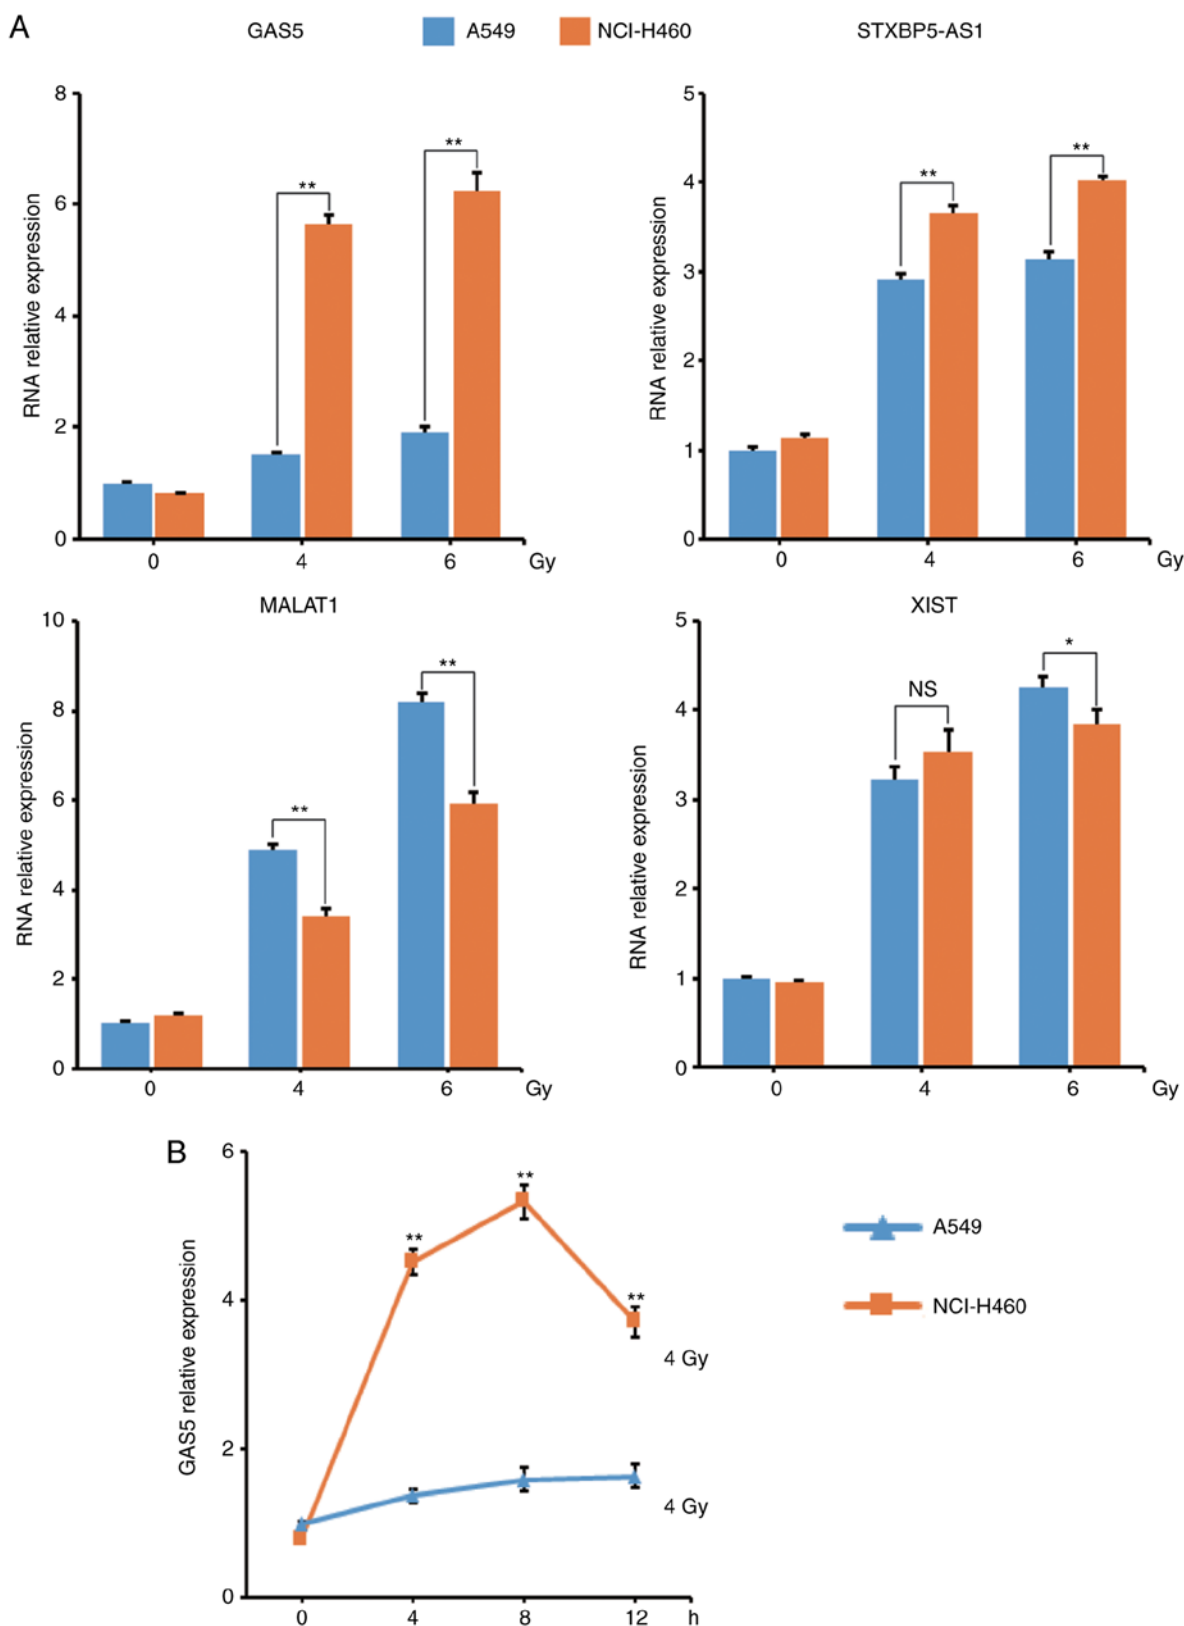 A
GAS5
A549
NCI-H460
STXBP5-AS1
RNA relative expression
8
6
4
2
0
**
**
0
4
6
Gy
RNA relative expression
5
4
3
2
1
0
**
**
0
4
6
Gy
MALAT1
RNA relative expression
10
8
6
4
2
0
**
**
0
4
6
Gy
XIST
RNA relative expression
5
4
3
2
1
0
NS
*
0
4
6
Gy
B
GAS5 relative expression
6
4
2
0
**
**
**
4 Gy
4 Gy
0
4
8
12
h
A549
NCI-H460